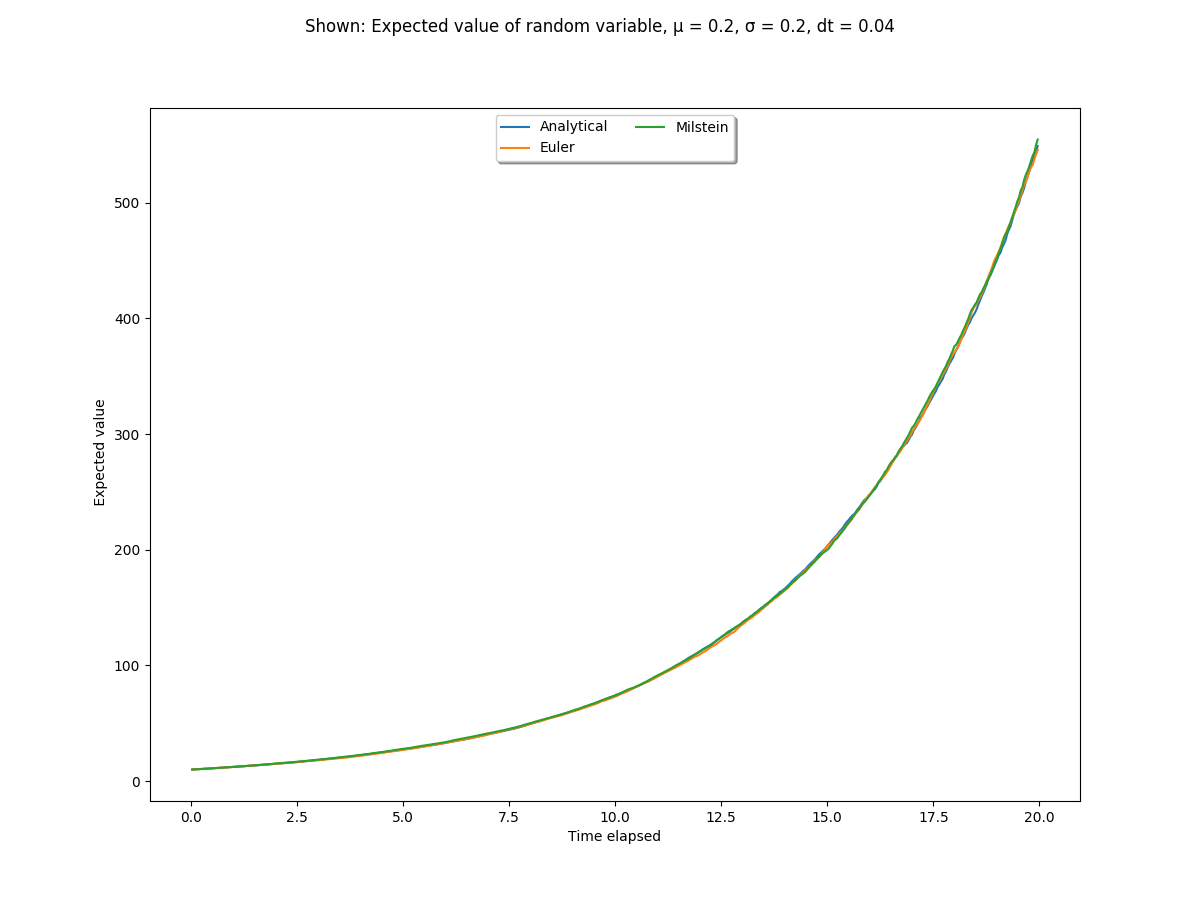 Shown: Expected value of random variable, μ = 0.2, σ = 0.2, dt = 0.04
Analytical
Euler
Milstein
500
400
300
200
100
0
Expected value
0.0 2.5 5.0 7.5 10.0 12.5 15.0 17.5 20.0
Time elapsed